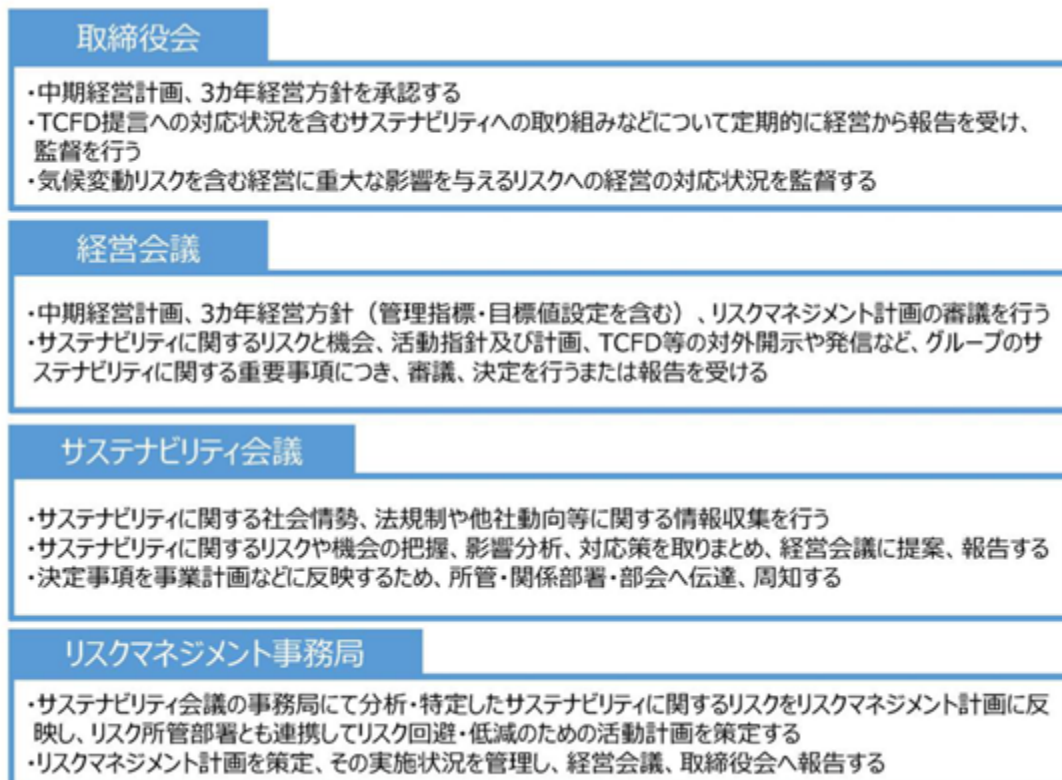 取締役会
・中期経営計画、3カ年経営方針を承認する
・TCFD提言への対応状況を含むサステナビリティへの取り組みなどについて定期的に経営から報告を受け、
監督を行う
・気候変動リスクを含む経営に重大な影響を与えるリスクへの経営の対応状況を監督する
経営会議
・中期経営計画、3カ年経営方針（管理指標・目標値設定を含む）、リスクマネジメント計画の審議を行う
・サステナビリティに関するリスクと機会、活動指針及び計画、TCFD等の対外開示や発信など、グループのサ
ステナビリティに関する重要事項につき、審議、決定を行うまたは報告を受ける
サステナビリティ会議
・サステナビリティに関する社会情勢、法規制や他社動向等に関する情報収集を行う
・サステナビリティに関するリスクや機会の把握、影響分析、対応策を取りまとめ、経営会議に提案、報告する
・決定事項を事業計画などに反映するため、所管・関係部署・部会へ伝達、周知する
リスクマネジメント事務局
・サステナビリティ会議の事務局にて分析・特定したサステナビリティに関するリスクをリスクマネジメント計画に反
映し、リスク所管部署とも連携してリスク回避・低減のための活動計画を策定する
・リスクマネジメント計画を策定、その実施状況を管理し、経営会議、取締役会へ報告する